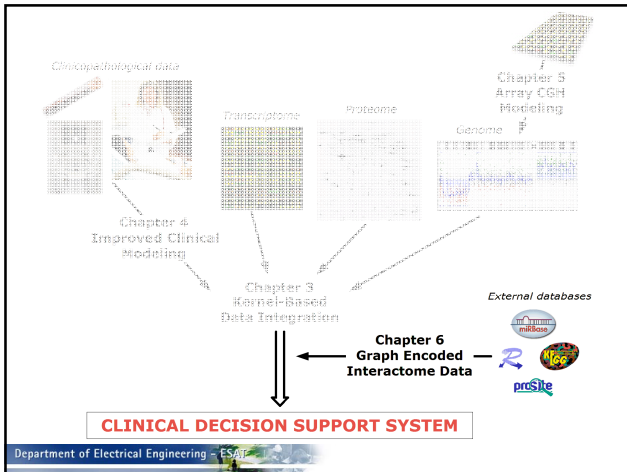 Clinicopathological data
Chapter 5
Array CGH
Modeling
Transcriptome
Proteome
Genome
Chapter 4
Improved Clinical
Modeling
Chapter 3
Kernel-Based
Data Integration
External databases
miRBase
Chapter 6
Graph Encoded
Interactome Data
R
KEGG
proSite
CLINICAL DECISION SUPPORT SYSTEM
Department of Electrical Engineering - ESAT